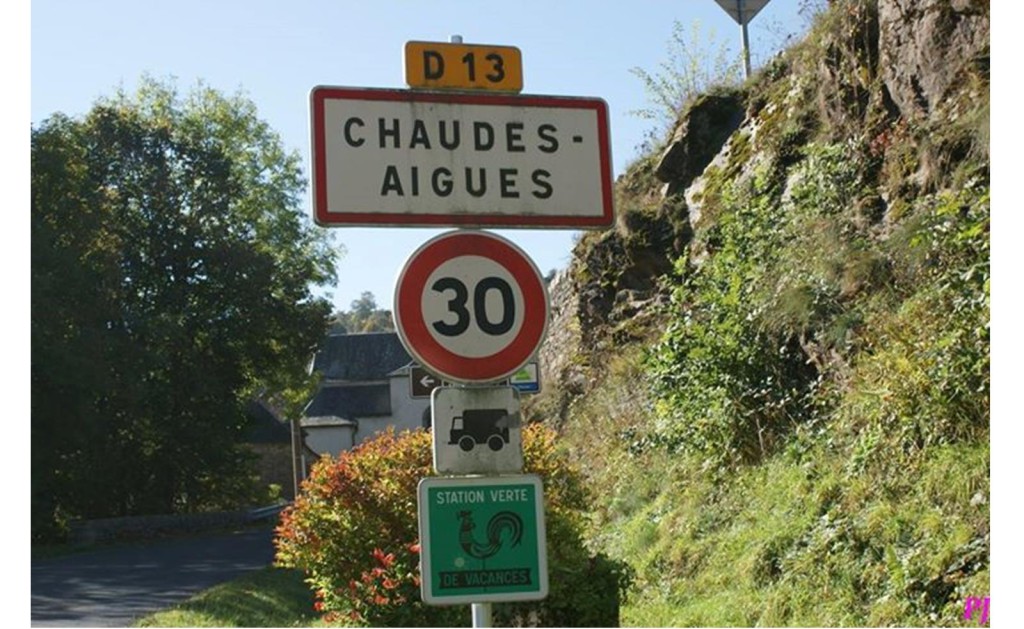 D 13
CHAUDES-
AIGUES
30
STATION VERTE
DE VACANCES
PJ